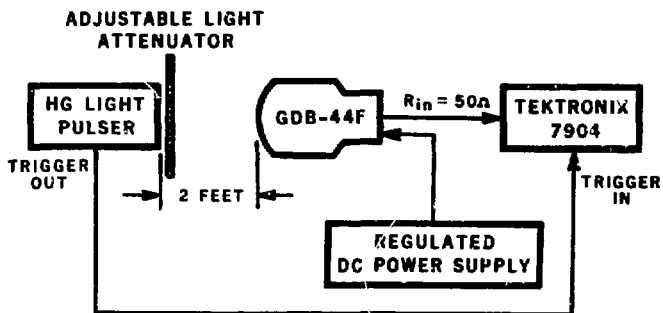 ADJUSTABLE LIGHT
ATTENUATOR
HG LIGHT
PULSER
GDB-44F
Rin = 50Ω
TEKTRONIX
7904
TRIGGER
OUT
2 FEET
TRIGGER
IN
REGULATED
DC POWER SUPPLY